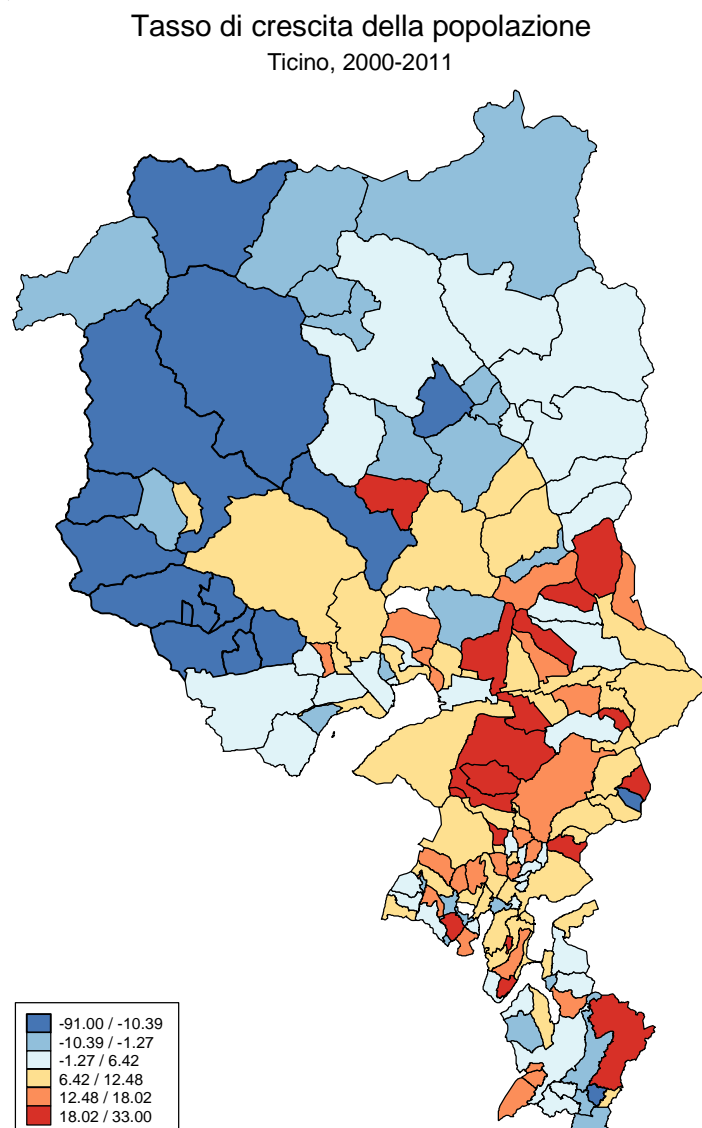 Tasso di crescita della popolazione
Ticino, 2000-2011
-91.00 / -10.39
-10.39 / -1.27
-1.27 / 6.42
6.42 / 12.48
12.48 / 18.02
18.02 / 33.00